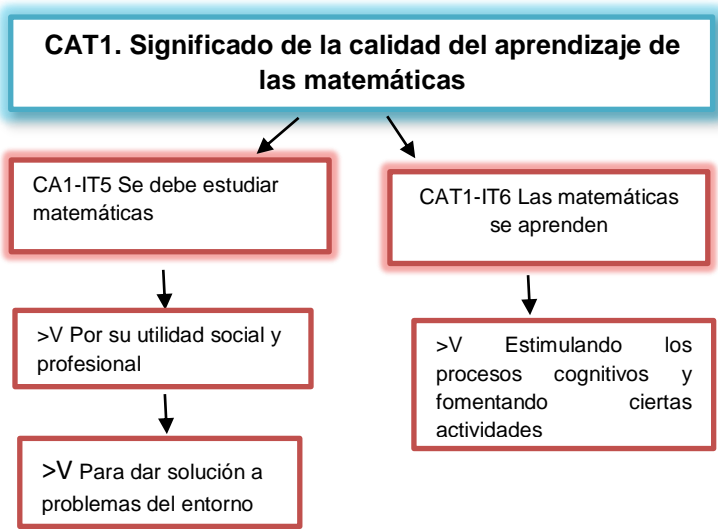 CAT1. Significado de la calidad del aprendizaje de
las matemáticas
CA1-IT5 Se debe estudiar
matemáticas
CAT1-IT6 Las matemáticas
se aprenden
>V Por su utilidad social y
profesional
>V Estimulando los
procesos cognitivos y
fomentando ciertas
actividades
>V Para dar solución a
problemas del entorno